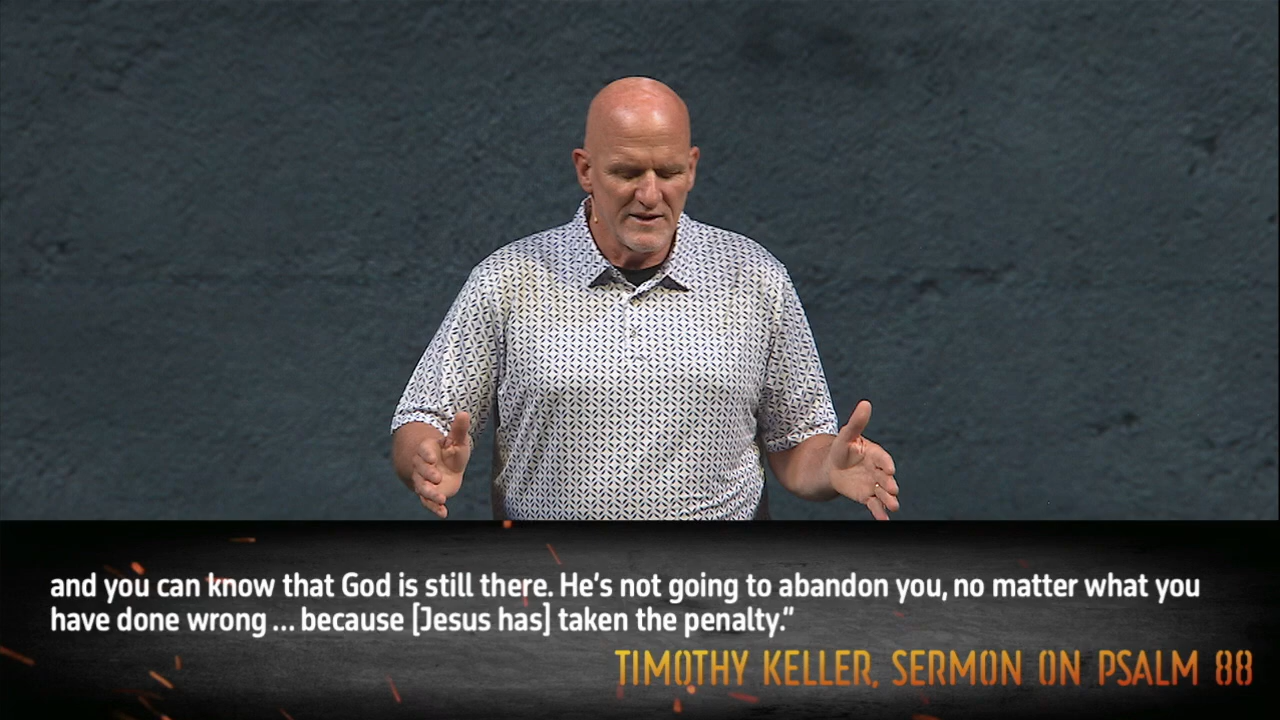 and you can know that God is still there. He's not going to abandon you, no matter what you
have done wrong ... because [Jesus has] taken the penalty."
TIMOTHY KELLER, SERMON ON PSALM 88